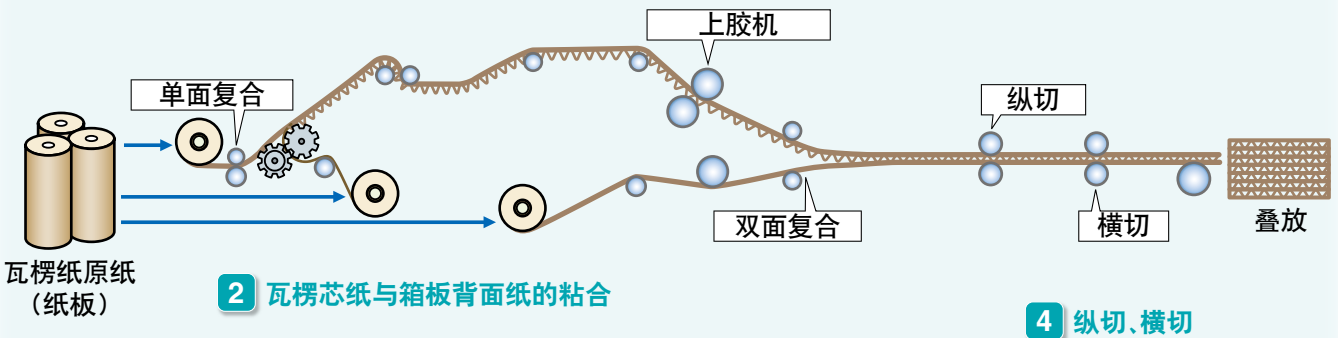 上胶机
单面复合
纵切
双面复合
横切
叠放
瓦楞纸原纸
（纸板）
2 瓦楞芯纸与箱板背面纸的粘合
4 纵切、横切